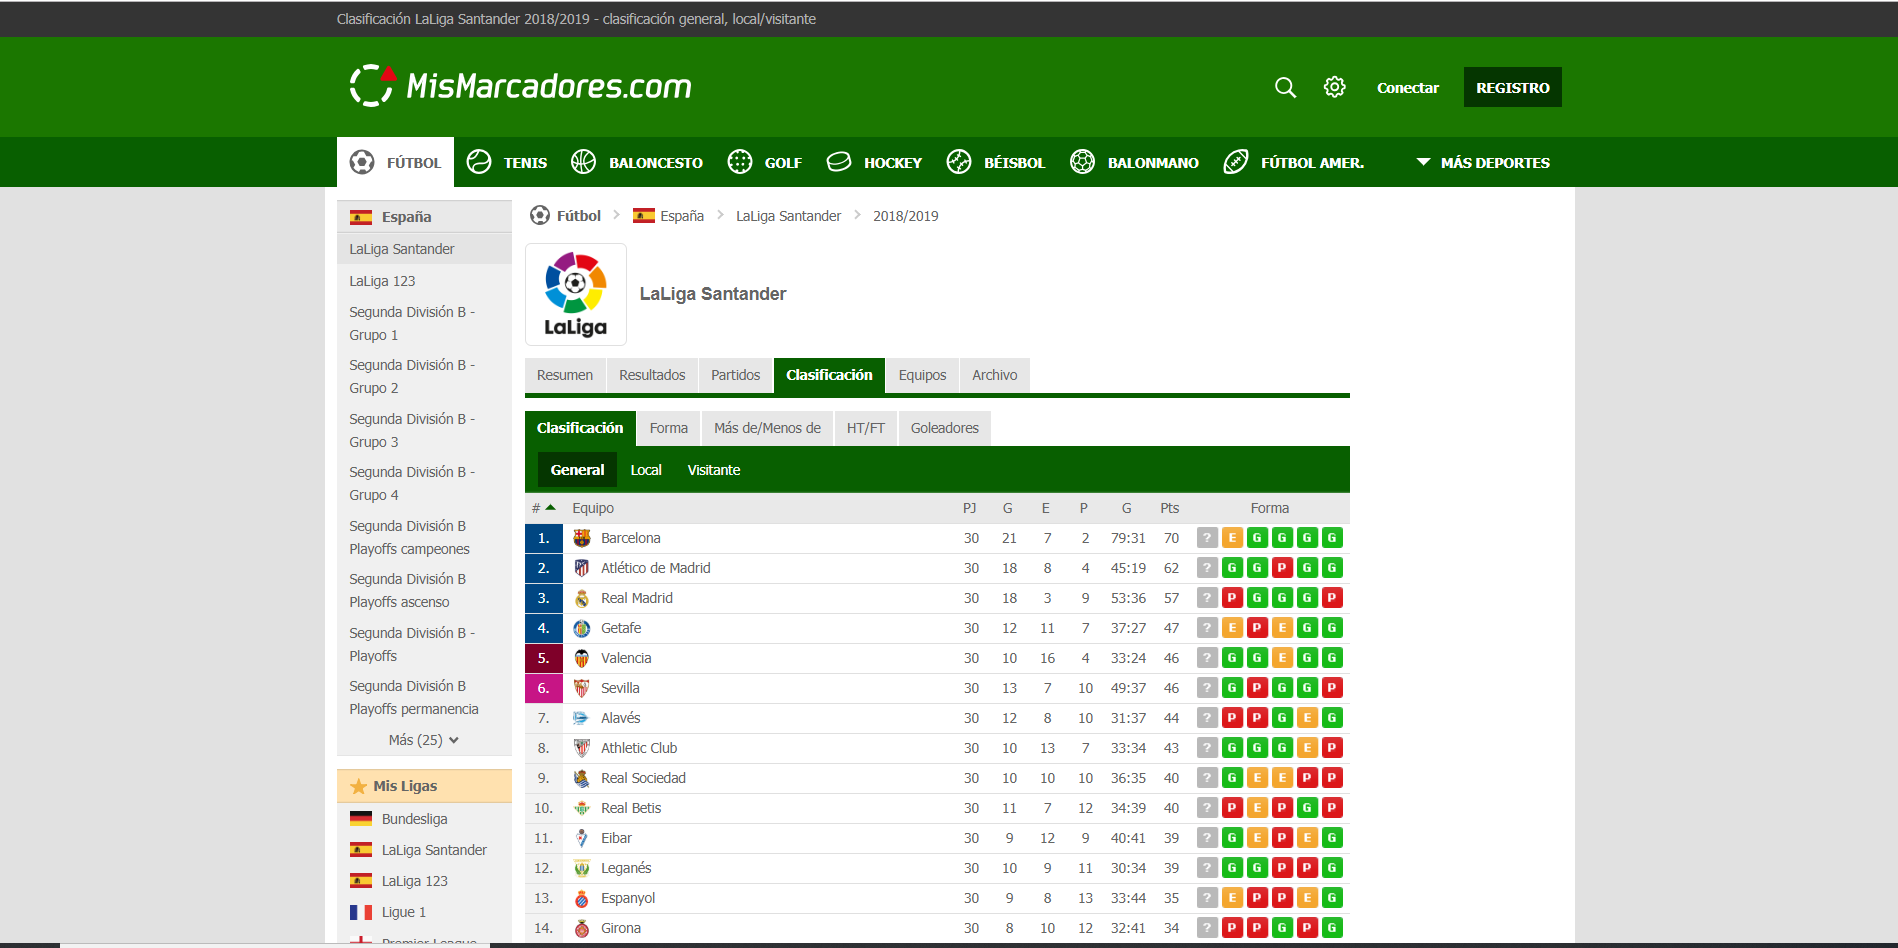 Clasificación LaLiga Santander 2018/2019 - clasificación general, local/visitante
MisMarcadores.com
Conectar
REGISTRO
FÚTBOL TENIS BALONCESTO GOLF HOCKEY BÉISBOL BALONMANO FÚTBOL AMER. MÁS DEPORTES
España
LaLiga Santander
LaLiga 123
Segunda División B -
Grupo 1
Segunda División B -
Grupo 2
Segunda División B -
Grupo 3
Segunda División B -
Grupo 4
Segunda División B
Playoffs campeones
Segunda División B
Playoffs ascenso
Segunda División B -
Playoffs
Segunda División B
Playoffs permanencia
Más (25)
Mis Ligas
Bundesliga
LaLiga Santander
LaLiga 123
Ligue 1
Premier League
Fútbol España LaLiga Santander 2018/2019
LaLiga
LaLiga Santander
Resumen Resultados Partidos Clasificación Equipos Archivo
Clasificación Forma Más de/Menos de HT/FT Goleadores
General Local Visitante
# Equipo PJ G E P G Pts Forma
1. Barcelona 30 21 7 2 79:31 70 ? E G G G G
2. Atlético de Madrid 30 18 8 4 45:19 62 ? G G P G G
3. Real Madrid 30 18 3 9 53:36 57 ? P G G G P
4. Getafe 30 12 11 7 37:27 47 ? E P E G G
5. Valencia 30 10 16 4 33:24 46 ? G G E G G
6. Sevilla 30 13 7 10 49:37 46 ? G P G G P
7. Alavés 30 12 8 10 31:37 44 ? P P G E G
8. Athletic Club 30 10 13 7 33:34 43 ? G G G E P
9. Real Sociedad 30 10 10 10 36:35 40 ? G E E P P
10. Real Betis 30 11 7 12 34:39 40 ? P E P G P
11. Eibar 30 9 12 9 40:41 39 ? G E P E G
12. Leganés 30 10 9 11 30:34 39 ? G G P P G
13. Espanyol 30 9 8 13 33:44 35 ? E P P E G
14. Girona 30 8 10 12 32:41 34 ? P P G P G